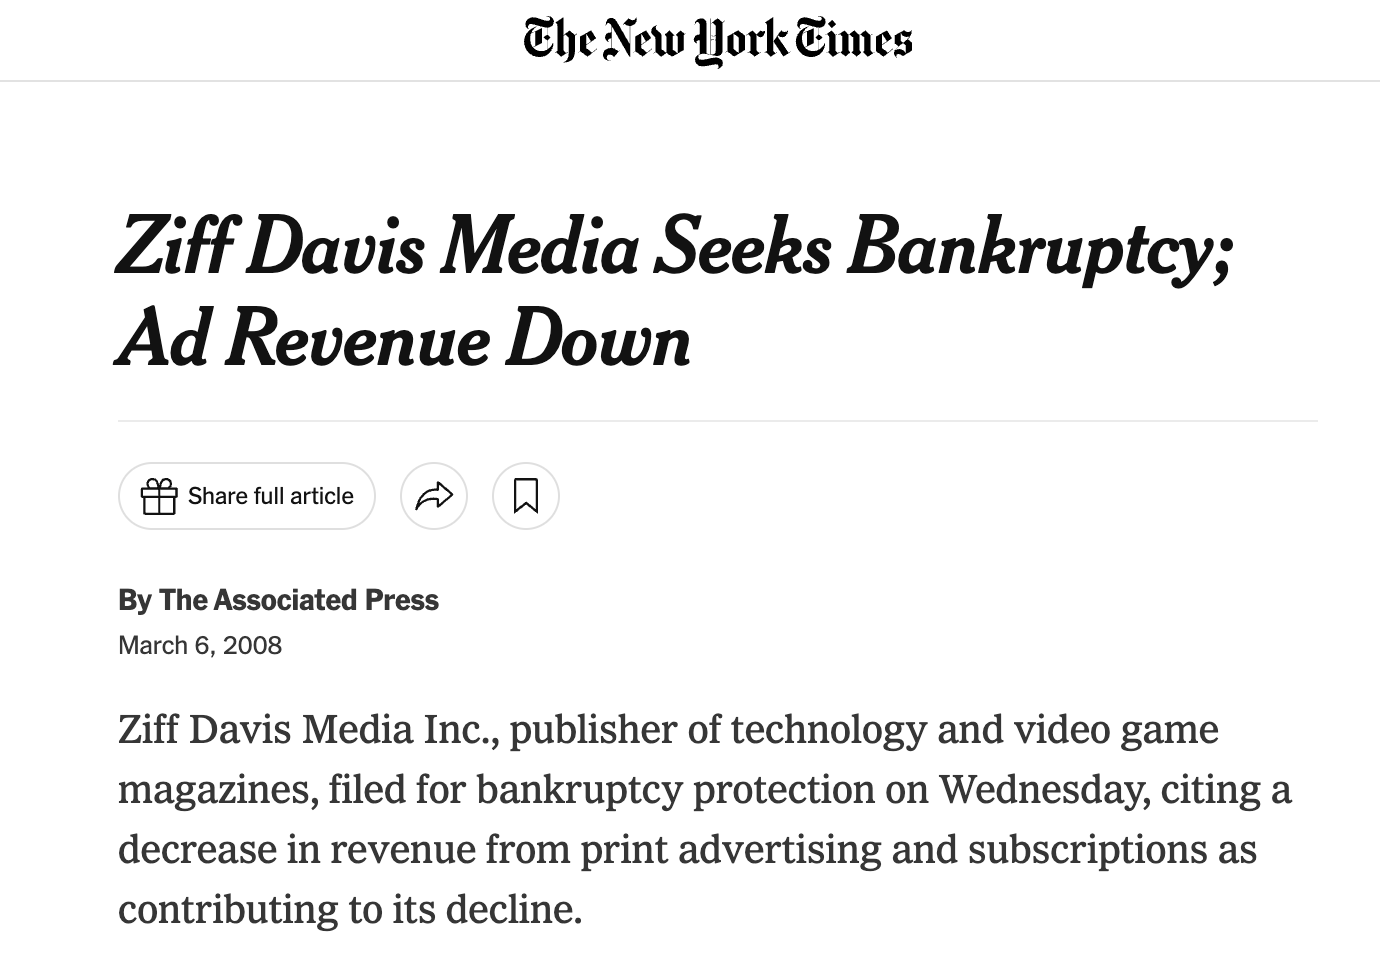 The New York Times
Ziff Davis Media Seeks Bankruptcy;
Ad Revenue Down
Share full article
By The Associated Press
March 6, 2008
Ziff Davis Media Inc., publisher of technology and video game
magazines, filed for bankruptcy protection on Wednesday, citing a
decrease in revenue from print advertising and subscriptions as
contributing to its decline.